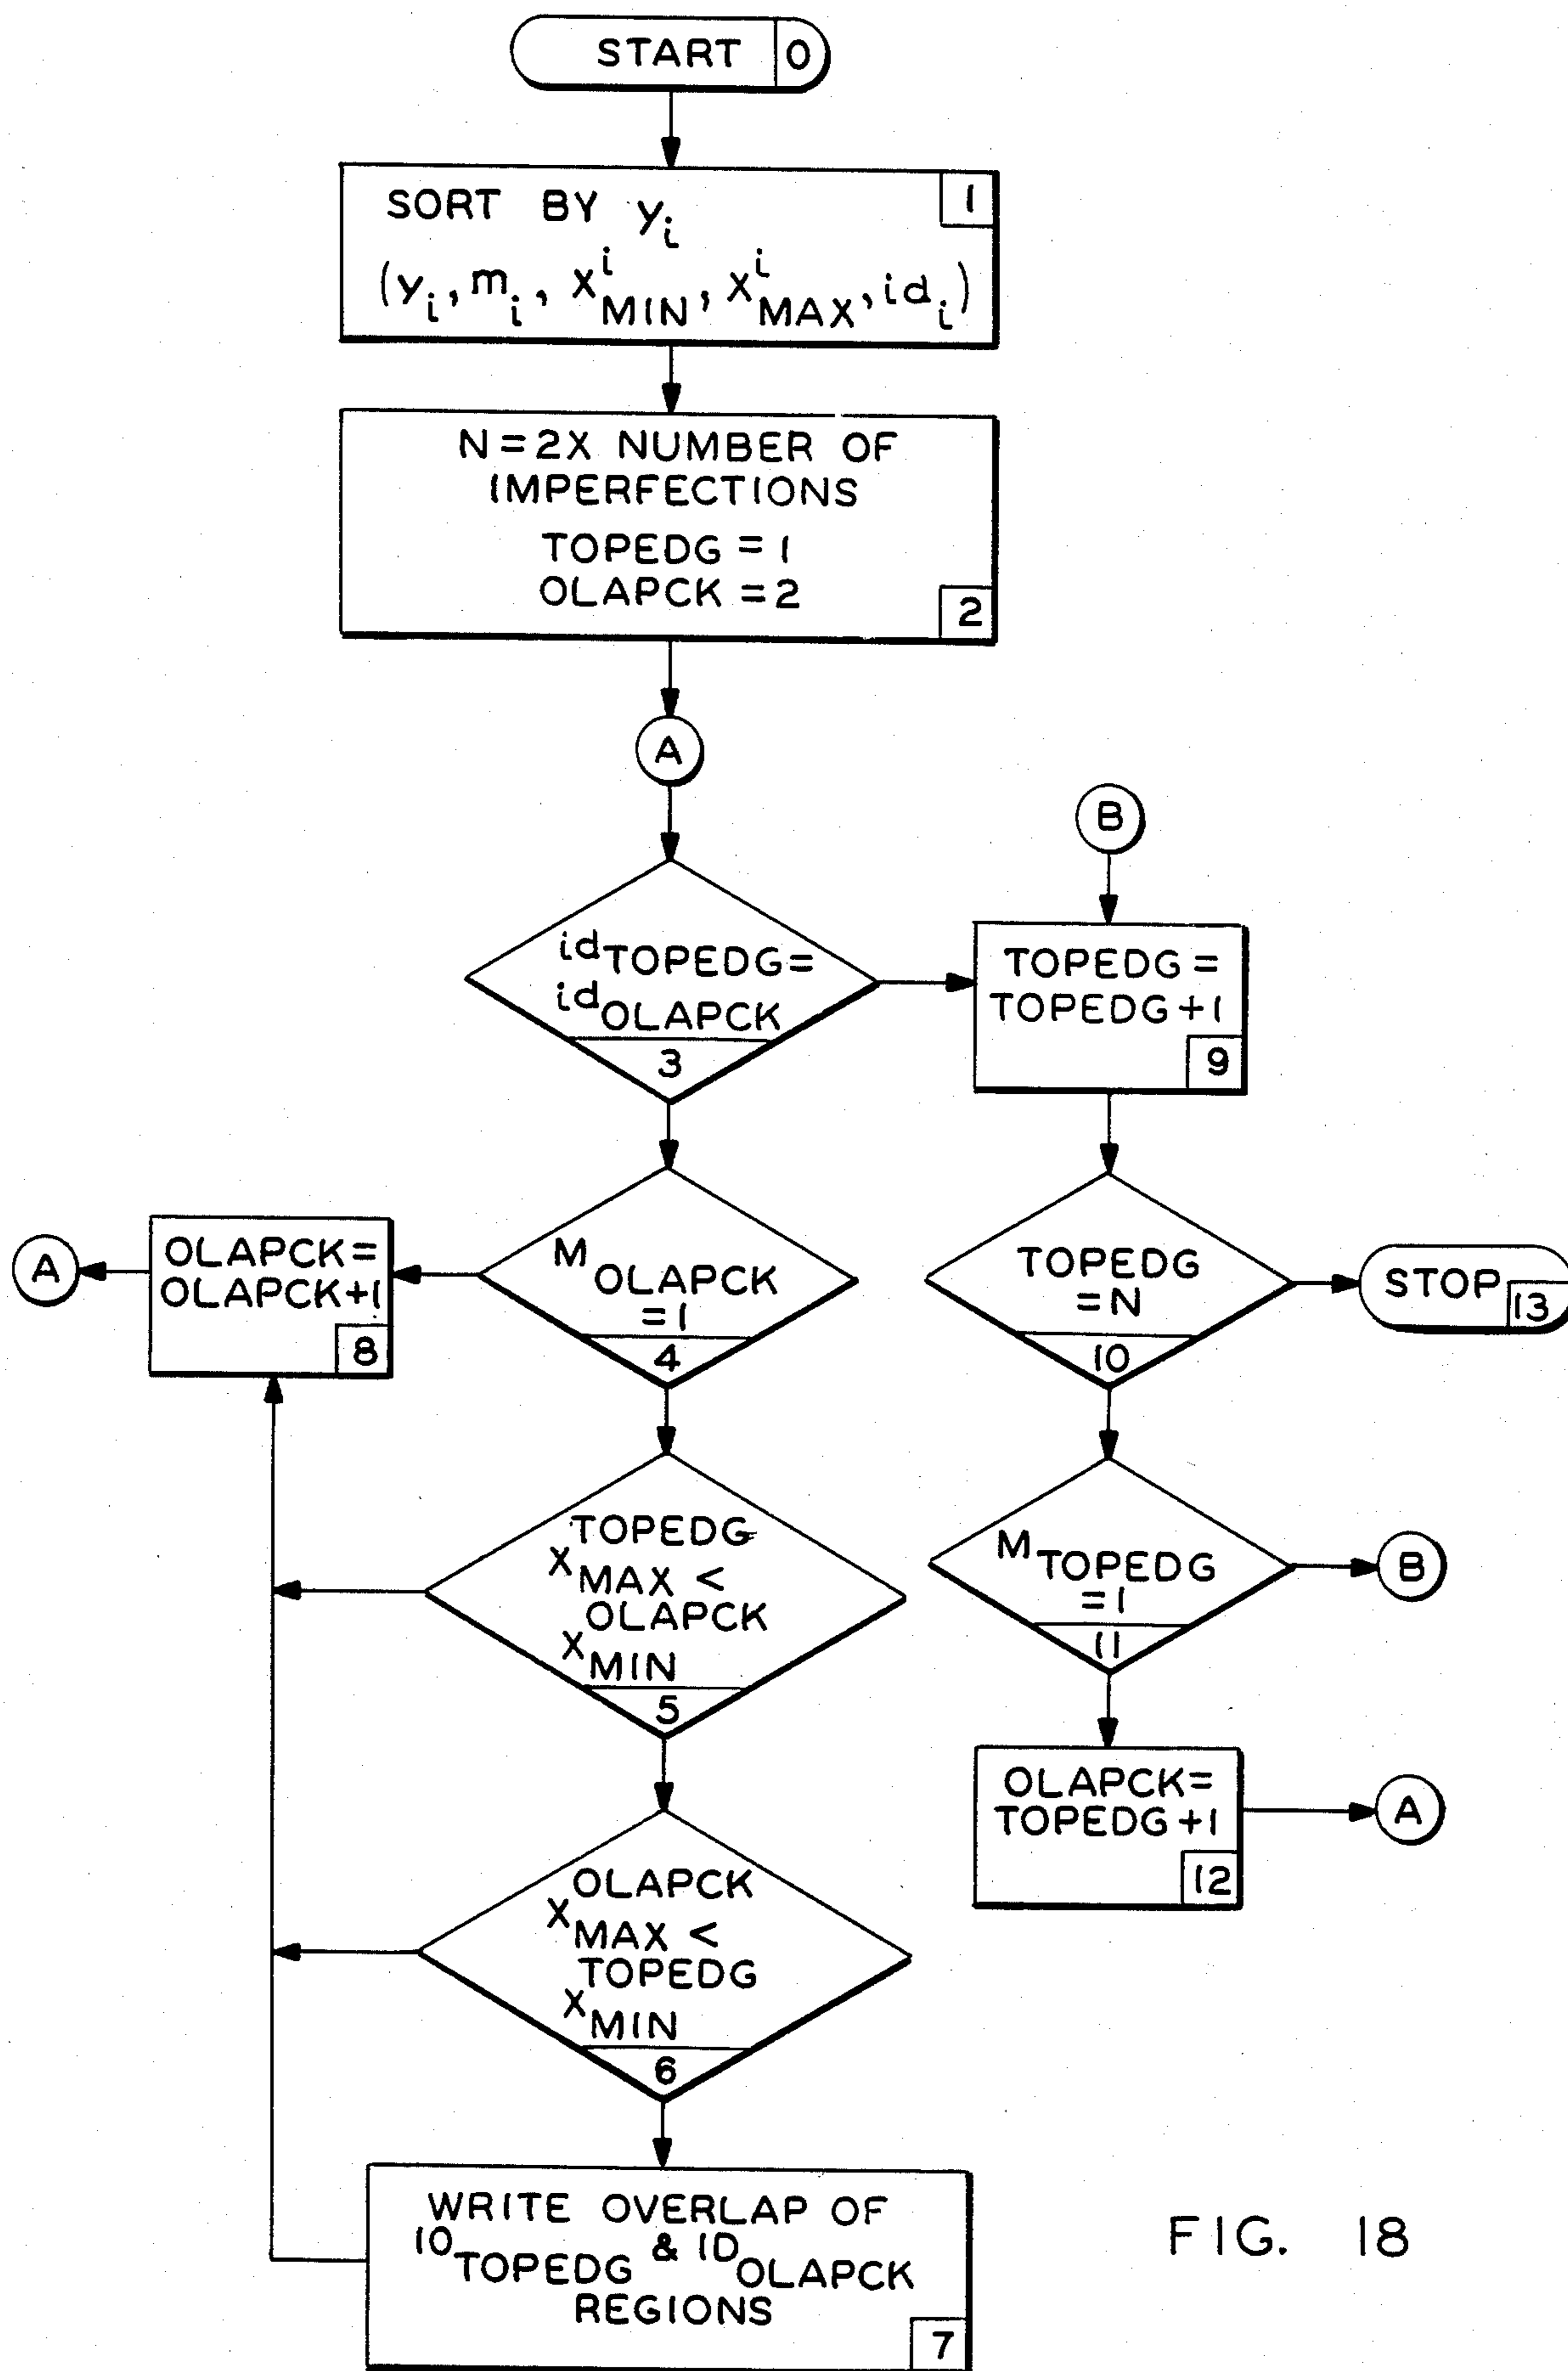 START 0
SORT BY yi 1
(yi, mi, XiMIN, XiMAX, idi)
N=2X NUMBER OF
IMPERFECTIONS
TOPEDG = 1
OLAPCK = 2
2
A
B
idTOPEDG=
idOLAPCK
3
TOPEDG =
TOPEDG+1
9
A
OLAPCK=
OLAPCK+1
8
MOLAPCK
=1
4
TOPEDG
=N
10
STOP 13
TOPEDG
XMAX <
OLAPCK
XMIN
5
MTOPEDG
=1
11
B
OLAPCK=
TOPEDG+1
12
A
OLAPCK
XMAX <
TOPEDG
XMIN
6
WRITE OVERLAP OF
IDTOPEDG & IDOLAPCK
REGIONS
7
FIG. 18